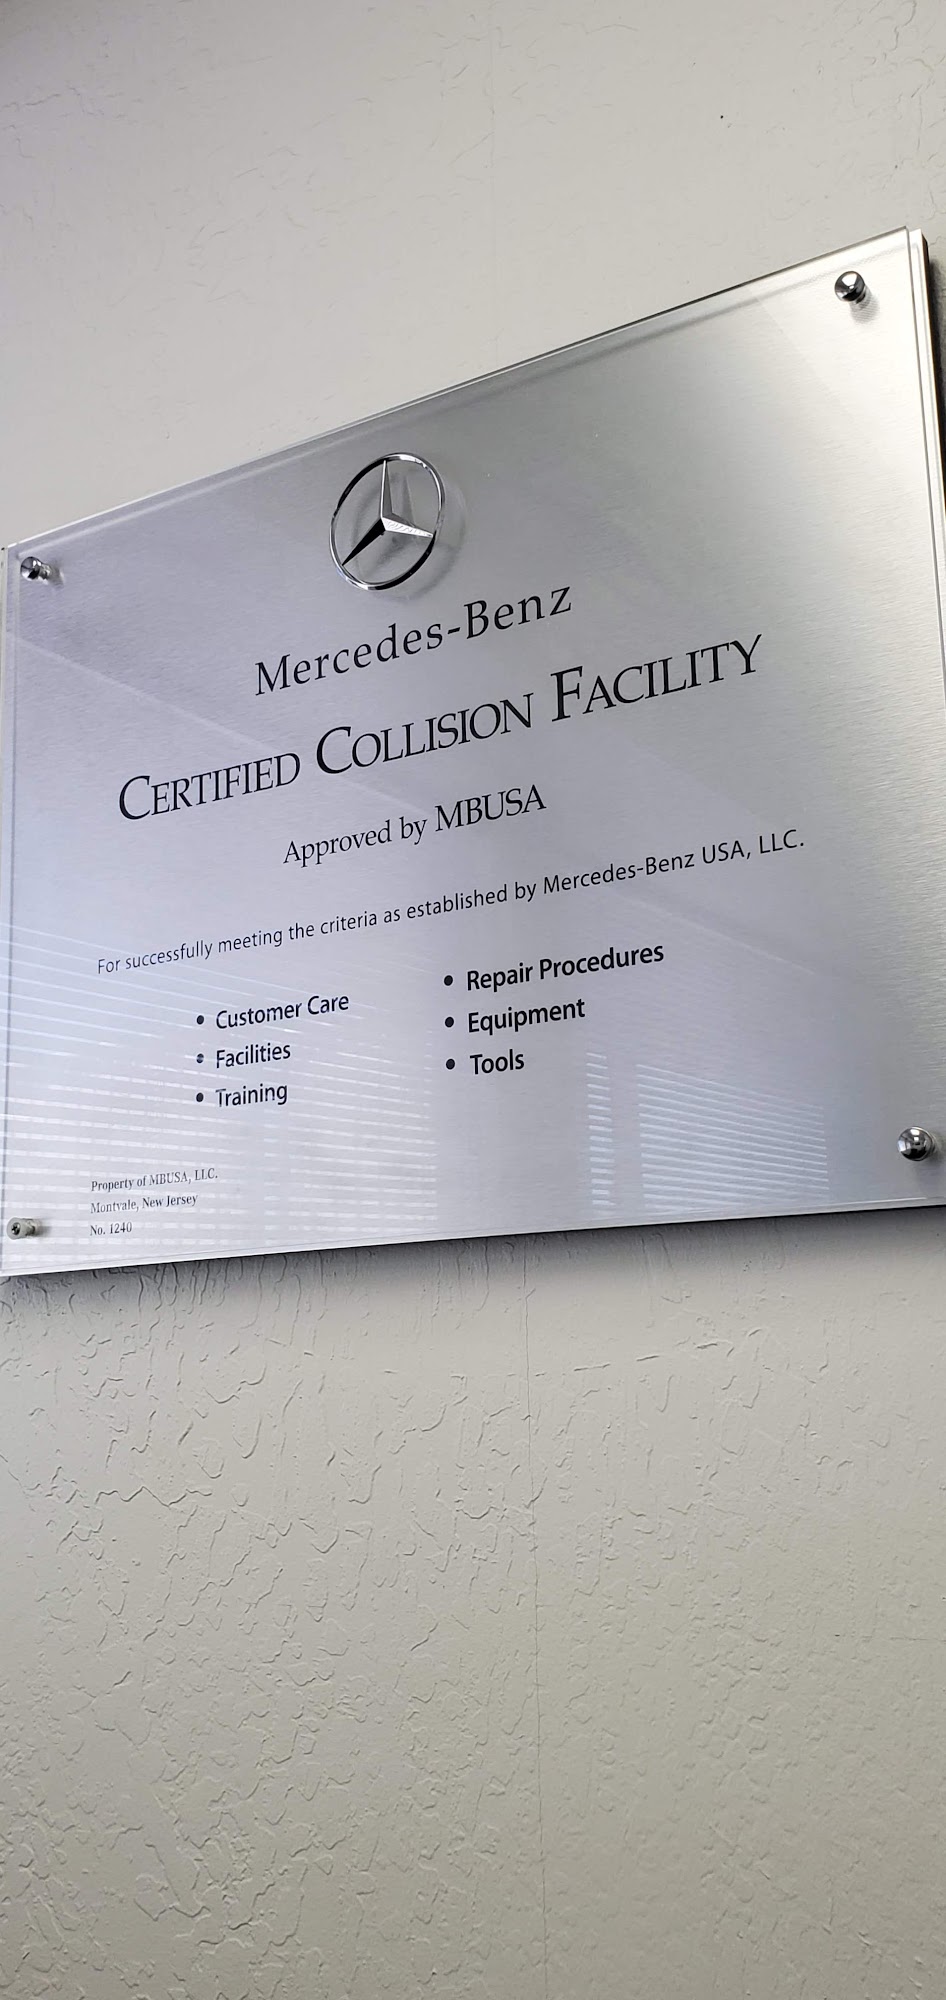 Mercedes-Benz
CERTIFIED COLLISION FACILITY
Approved by MBUSA
For successfully meeting the criteria as established by Mercedes-Benz USA, LLC.
• Customer Care
• Facilities
• Training
• Repair Procedures
• Equipment
• Tools
Property of MBUSA, LLC.
Montvale, New Jersey
No. 1240